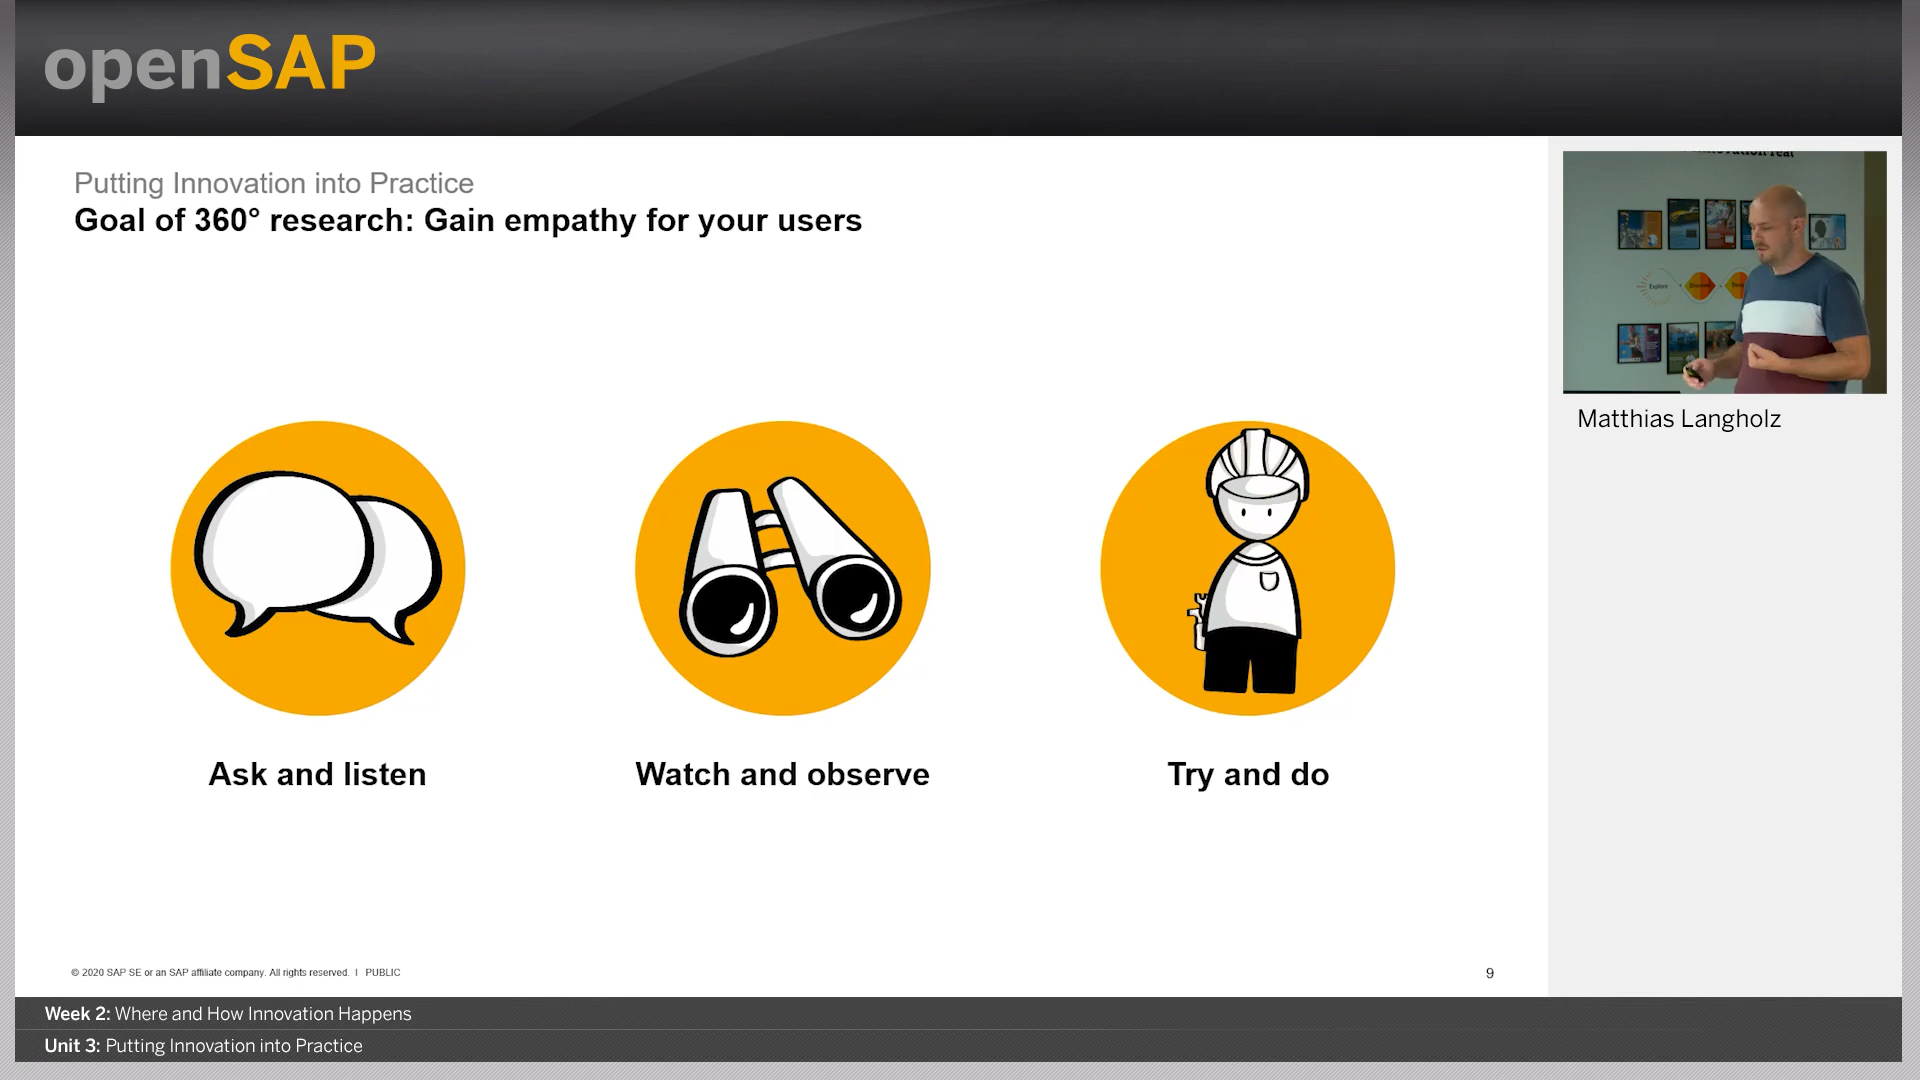 openSAP
Putting Innovation into Practice
Goal of 360° research: Gain empathy for your users
Explore
Matthias Langholz
Ask and listen
Watch and observe
Try and do
© 2020 SAP SE or an SAP affiliate company. All rights reserved. | PUBLIC
9
Week 2: Where and How Innovation Happens
Unit 3: Putting Innovation into Practice